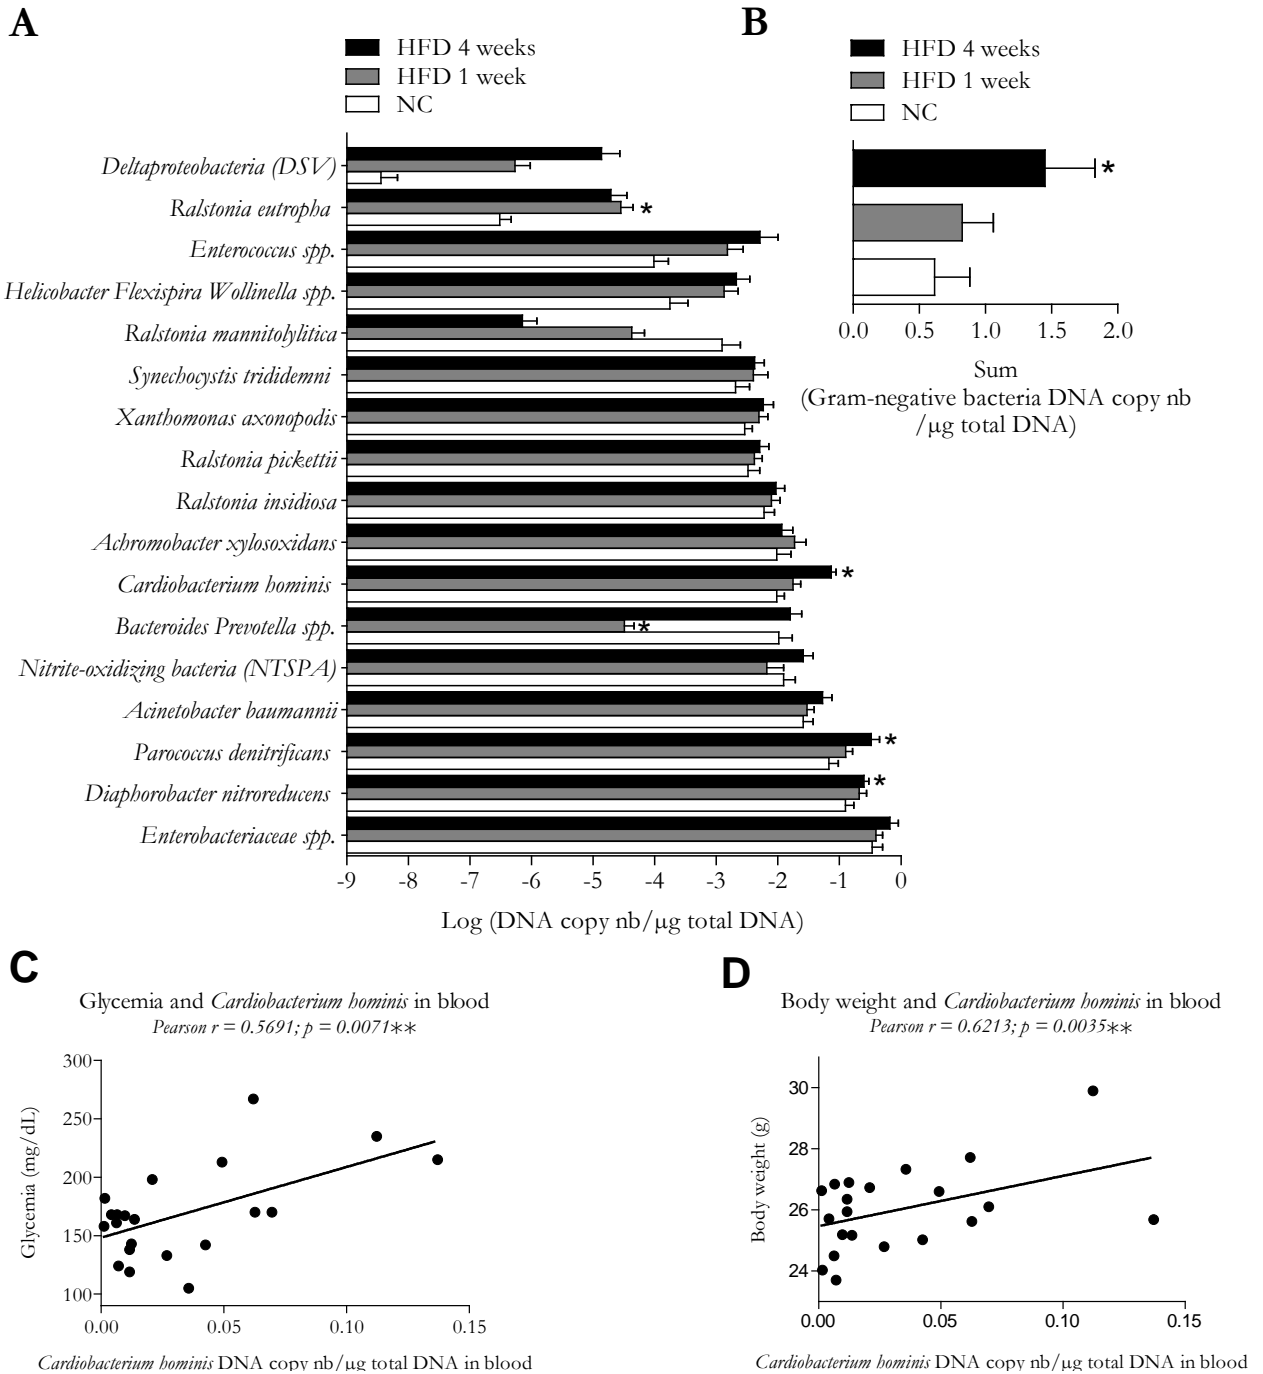 A
HFD 4 weeks
HFD 1 week
NC
Deltaproteobacteria (DSV)
Ralstonia eutropha
*
Enterococcus spp.
Helicobacter Flexispira Wollinella spp.
Ralstonia mannitolylitica
Synechocystis trididemni
Xanthomonas axonopodis
Ralstonia pickettii
Ralstonia insidiosa
Achromobacter xylosoxidans
Cardiobacterium hominis
*
Bacteroides Prevotella spp.
*
Nitrite-oxidizing bacteria (NTSPA)
Acinetobacter baumannii
Parococcus denitrificans
*
Diaphorobacter nitroreducens
*
Enterobacteriaceae spp.
-9 -8 -7 -6 -5 -4 -3 -2 -1 0
Log (DNA copy nb/μg total DNA)
B
HFD 4 weeks
HFD 1 week
NC
*
0.0 0.5 1.0 1.5 2.0
Sum
(Gram-negative bacteria DNA copy nb
/μg total DNA)
C
Glycemia and Cardiobacterium hominis in blood
Pearson r = 0.5691; p = 0.0071**
Glycemia (mg/dL)
300
250
200
150
100
0.00 0.05 0.10 0.15
Cardiobacterium hominis DNA copy nb/μg total DNA in blood
D
Body weight and Cardiobacterium hominis in blood
Pearson r = 0.6213; p = 0.0035**
Body weight (g)
30
28
26
24
0.00 0.05 0.10 0.15
Cardiobacterium hominis DNA copy nb/μg total DNA in blood